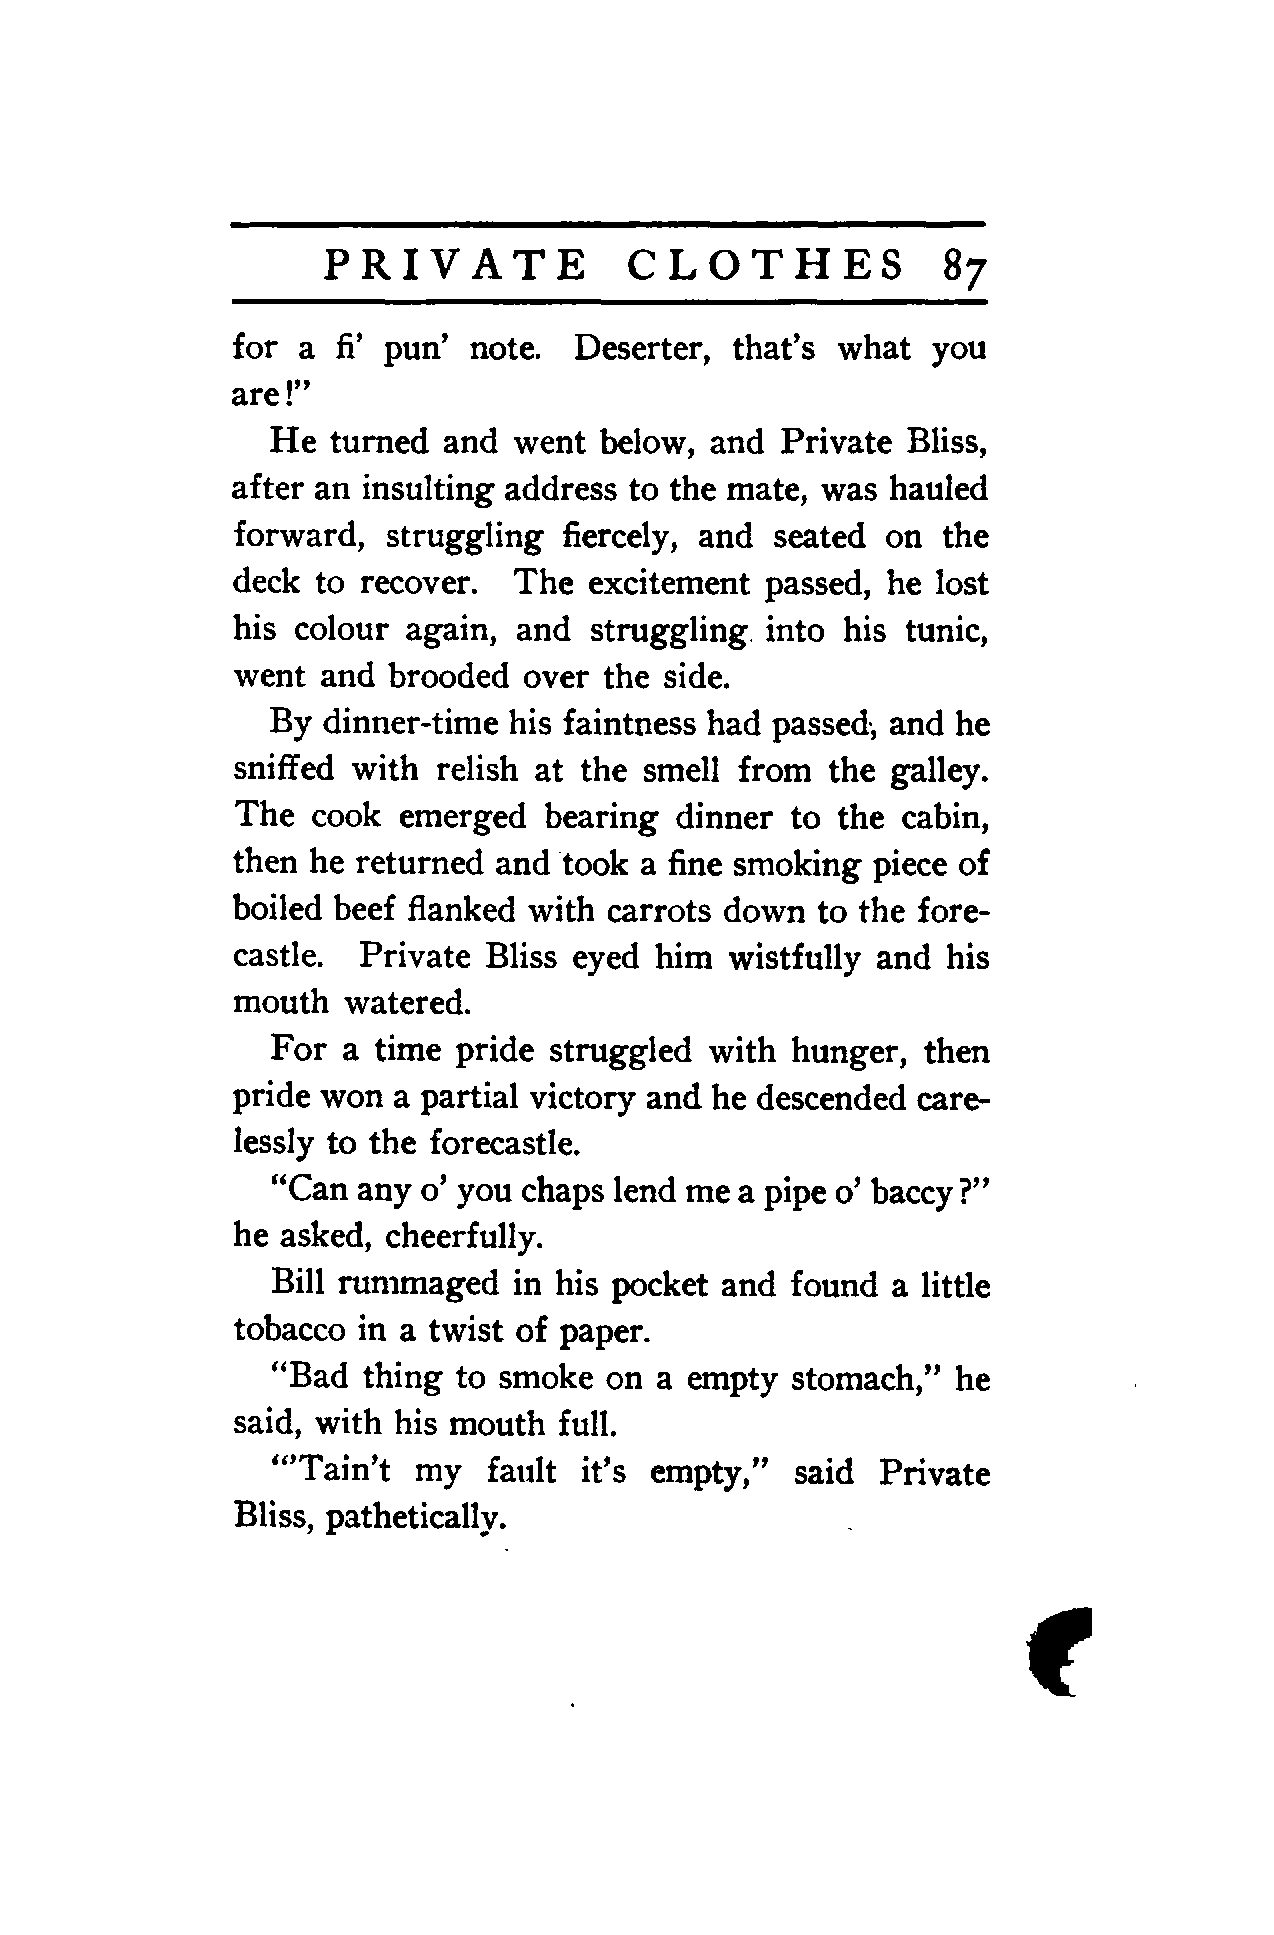 PRIVATE CLOTHES 87
for a fi' pun' note. Deserter, that's what you
are!"
He turned and went below, and Private Bliss,
after an insulting address to the mate, was hauled
forward, struggling fiercely, and seated on the
deck to recover. The excitement passed, he lost
his colour again, and struggling into his tunic,
went and brooded over the side.
By dinner-time his faintness had passed, and he
sniffed with relish at the smell from the galley.
The cook emerged bearing dinner to the cabin,
then he returned and took a fine smoking piece of
boiled beef flanked with carrots down to the fore-
castle. Private Bliss eyed him wistfully and his
mouth watered.
For a time pride struggled with hunger, then
pride won a partial victory and he descended care-
lessly to the forecastle.
"Can any o' you chaps lend me a pipe o' baccy?"
he asked, cheerfully.
Bill rummaged in his pocket and found a little
tobacco in a twist of paper.
"Bad thing to smoke on a empty stomach," he
said, with his mouth full.
"'Tain't my fault it's empty," said Private
Bliss, pathetically.